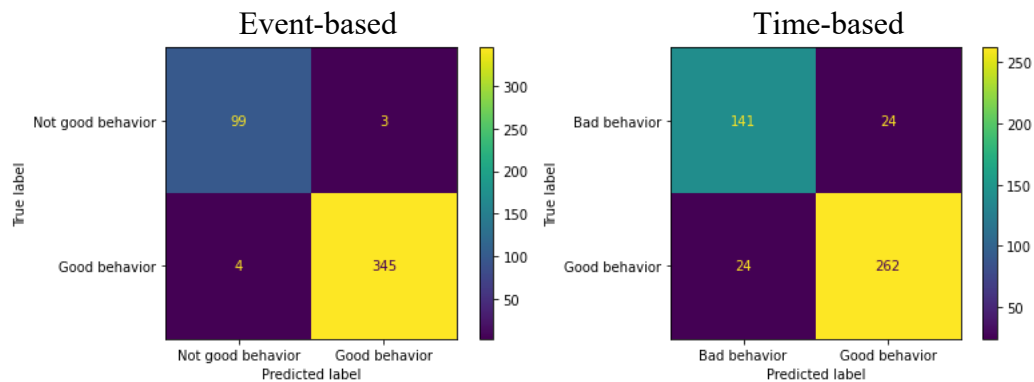 Event-based
True label
Not good behavior
Good behavior
99
3
4
345
Not good behavior
Good behavior
Predicted label
300
250
200
150
100
50
Time-based
True label
Bad behavior
Good behavior
141
24
24
262
Bad behavior
Good behavior
Predicted label
250
200
150
100
50